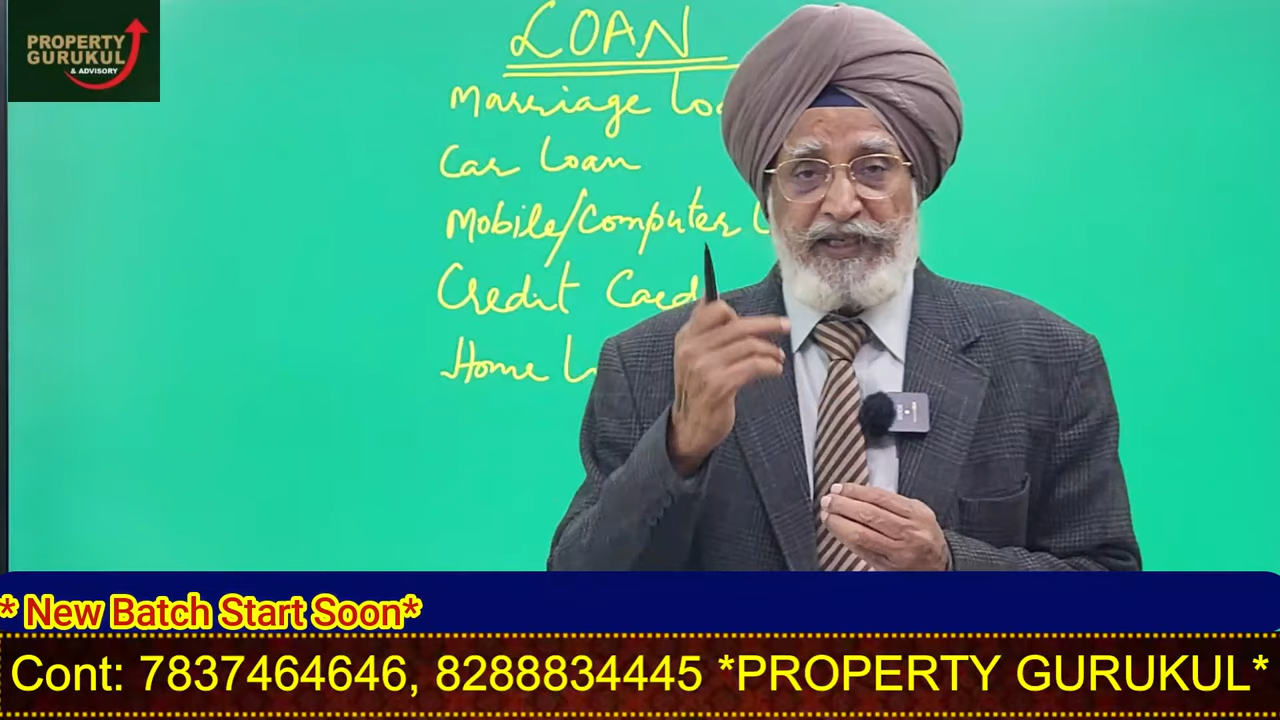 PROPERTY
GURUKUL
& ADVISORY
LOAN
Marriage
Car Loan
Mobile/Computer
Credit Card
Home
* New Batch Start Soon*
Cont: 7837464646, 8288834445 *PROPERTY GURUKUL*